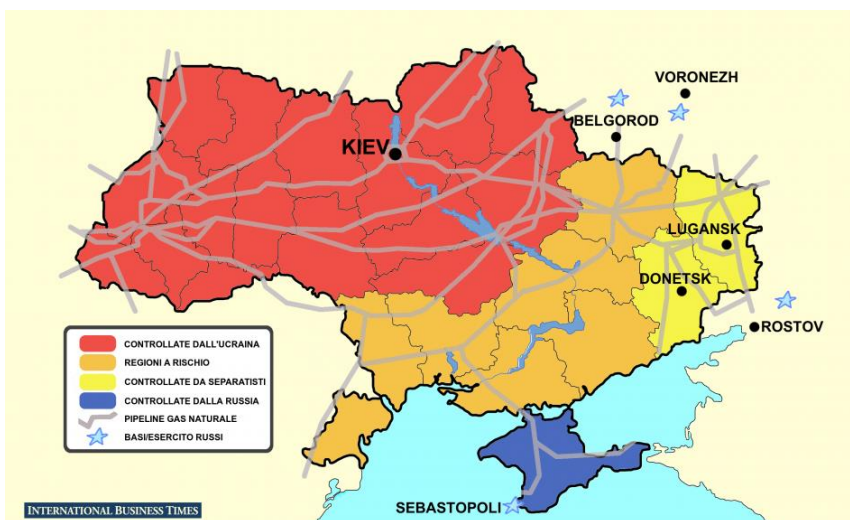 VORONEZH
BELGOROD
KIEV
LUGANSK
DONETSK
ROSTOV
CONTROLLATE DALL'UCRAINA
REGIONI A RISCHIO
CONTROLLATE DA SEPARATISTI
CONTROLLATE DALLA RUSSIA
PIPELINE GAS NATURALE
BASI/ESERCITO RUSSI
SEBASTOPOLI
INTERNATIONAL BUSINESS TIMES